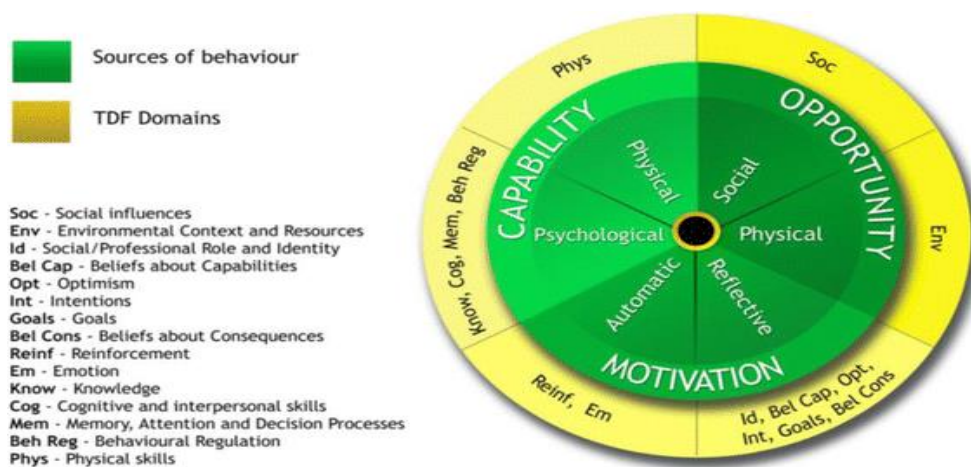 Sources of behaviour
TDF Domains
Soc - Social influences
Env - Environmental Context and Resources
Id - Social/Professional Role and Identity
Bel Cap - Beliefs about Capabilities
Opt - Optimism
Int - Intentions
Goals - Goals
Bel Cons - Beliefs about Consequences
Reinf - Reinforcement
Em - Emotion
Know - Knowledge
Cog - Cognitive and interpersonal skills
Mem - Memory, Attention and Decision Processes
Beh Reg - Behavioural Regulation
Phys - Physical skills
Phys
Soc
Env
Id, Bel Cap, Opt,
Int, Goals, Bel Cons
Reinf, Em
Know, Cog, Mem, Beh Reg
CAPABILITY
OPPORTUNITY
MOTIVATION
Physical
Social
Psychological
Physical
Automatic
Reflective